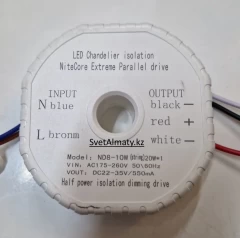 LED Chandelier isolation
NiteCore Extreme Parallel drive
INPUT OUTPUT
N blue black —
red +
L bronm white —
SvetAlmaty.kz
Model: ND8-10W
VIN: AC175-260V 50\60Hz
VOUT: DC22-35V/550mA
Half power isolation dimming drive